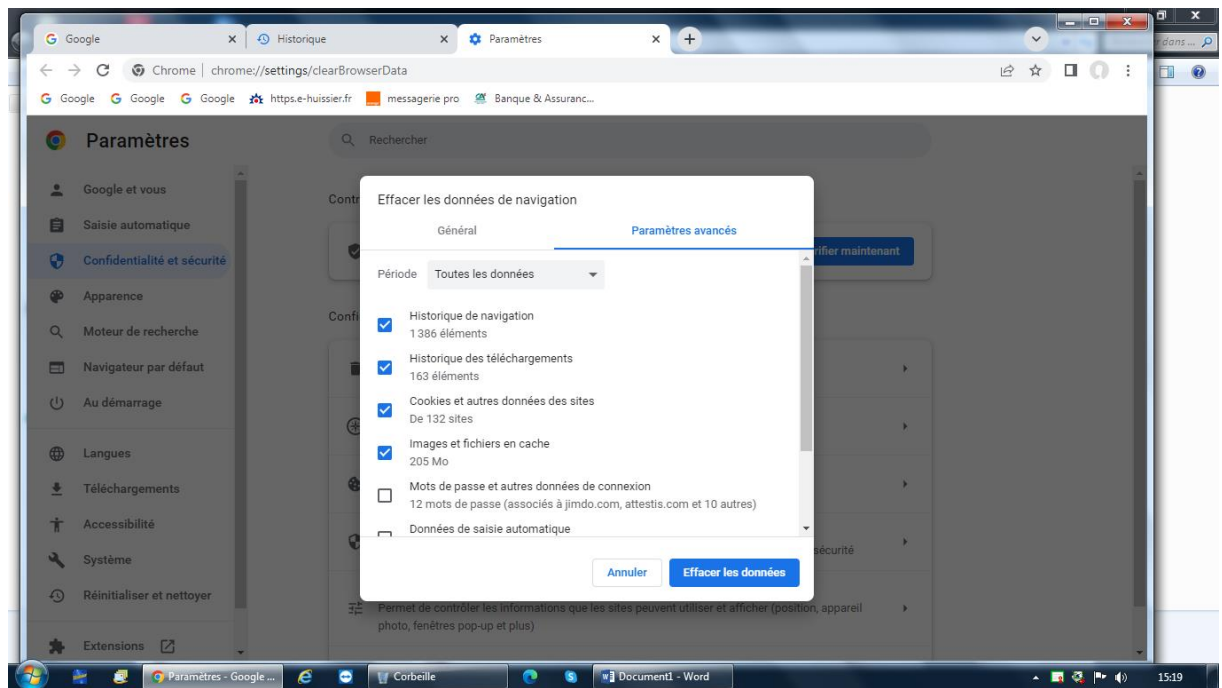 r dans ...
Google
Historique
Paramètres
Chrome | chrome://settings/clearBrowserData
Google
Google
Google
https.e-huissier.fr
messagerie pro
Banque & Assuranc...
Paramètres
Rechercher
Google et vous
Saisie automatique
Confidentialité et sécurité
Apparence
Moteur de recherche
Navigateur par défaut
Au démarrage
Langues
Téléchargements
Accessibilité
Système
Réinitialiser et nettoyer
Extensions
Contr
rifier maintenant
Confi
Effacer les données de navigation
Général
Paramètres avancés
Période
Toutes les données
Historique de navigation
1 386 éléments
Historique des téléchargements
163 éléments
Cookies et autres données des sites
De 132 sites
Images et fichiers en cache
205 Mo
Mots de passe et autres données de connexion
12 mots de passe (associés à jimdo.com, attestis.com et 10 autres)
Données de saisie automatique
Annuler
Effacer les données
sécurité
Permet de contrôler les informations que les sites peuvent utiliser et afficher (position, appareil
photo, fenêtres pop-up et plus)
Paramètres - Google ...
Corbeille
Document1 - Word
15:19